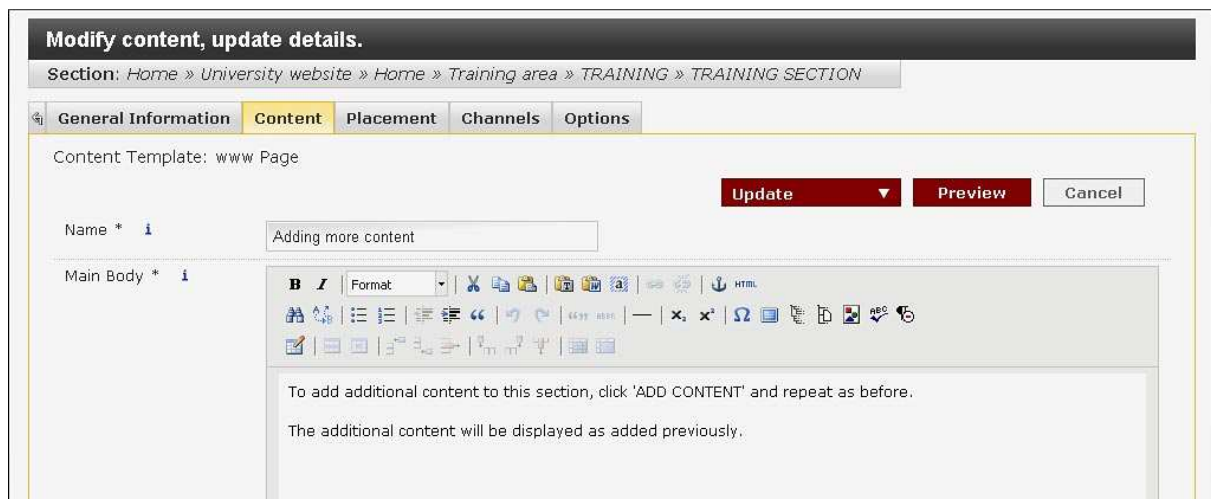 Modify content, update details.
Section: Home » University website » Home » Training area » TRAINING » TRAINING SECTION
General Information Content Placement Channels Options
Content Template: www Page
Update Preview Cancel
Name * i Adding more content
Main Body * i
B I Format HTML
ABC
To add additional content to this section, click 'ADD CONTENT' and repeat as before.
The additional content will be displayed as added previously.